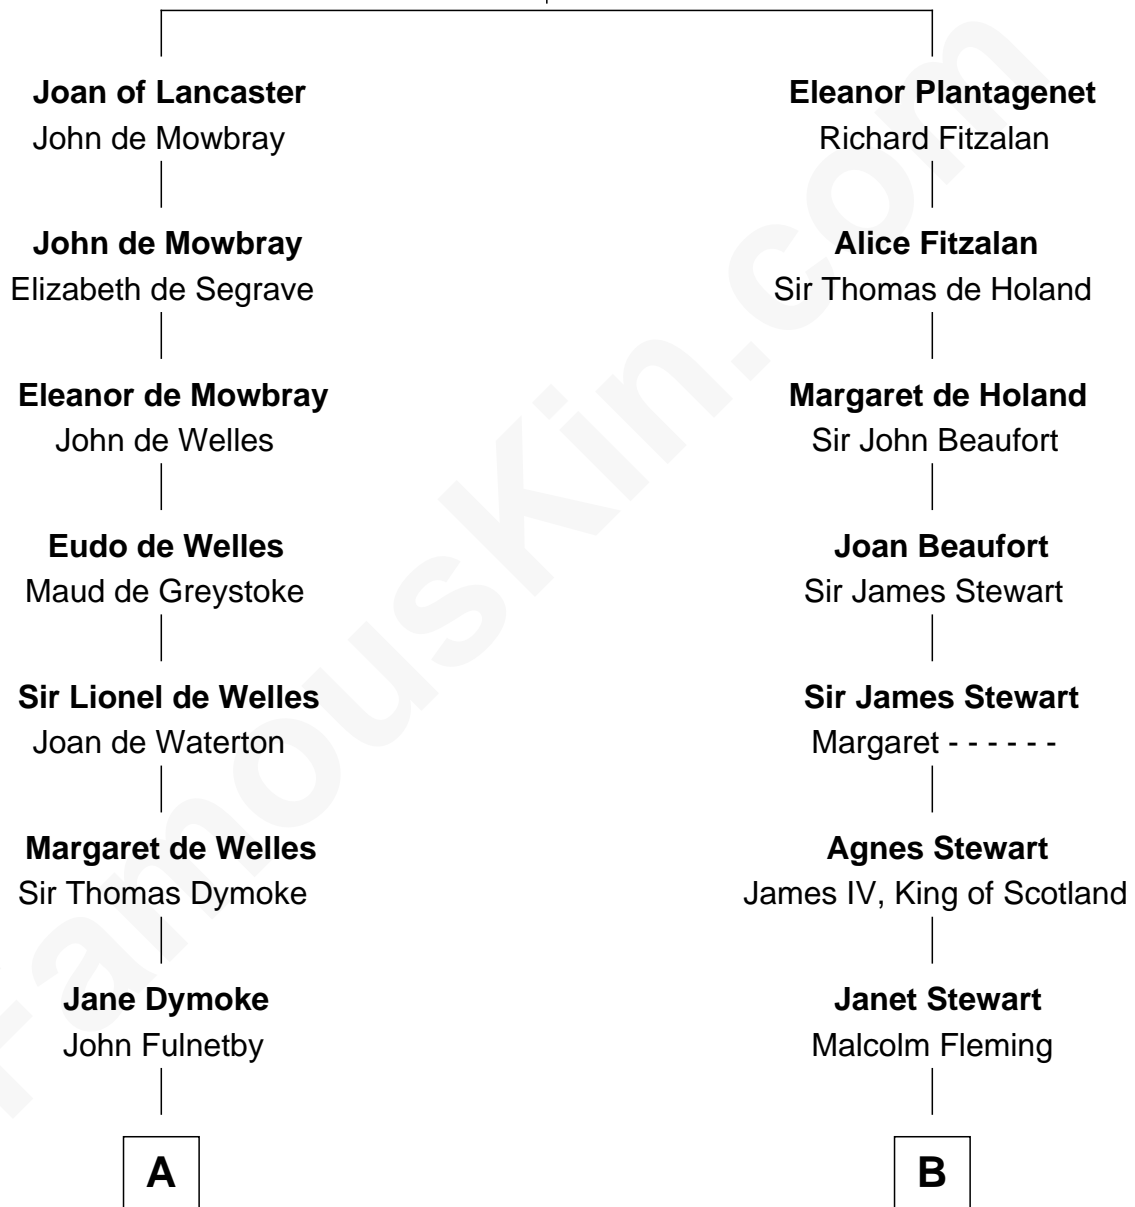 Joan of Lancaster
John de Mowbray
John de Mowbray
Elizabeth de Segrave
Eleanor de Mowbray
John de Welles
Eudo de Welles
Maud de Greystoke
Sir Lionel de Welles
Joan de Waterton
Margaret de Welles
Sir Thomas Dymoke
Jane Dymoke
John Fulnetby
A
Eleanor Plantagenet
Richard Fitzalan
Alice Fitzalan
Sir Thomas de Holand
Margaret de Holand
Sir John Beaufort
Joan Beaufort
Sir James Stewart
Sir James Stewart
Margaret - - - - - -
Agnes Stewart
James IV, King of Scotland
Janet Stewart
Malcolm Fleming
B
FamousKin.com